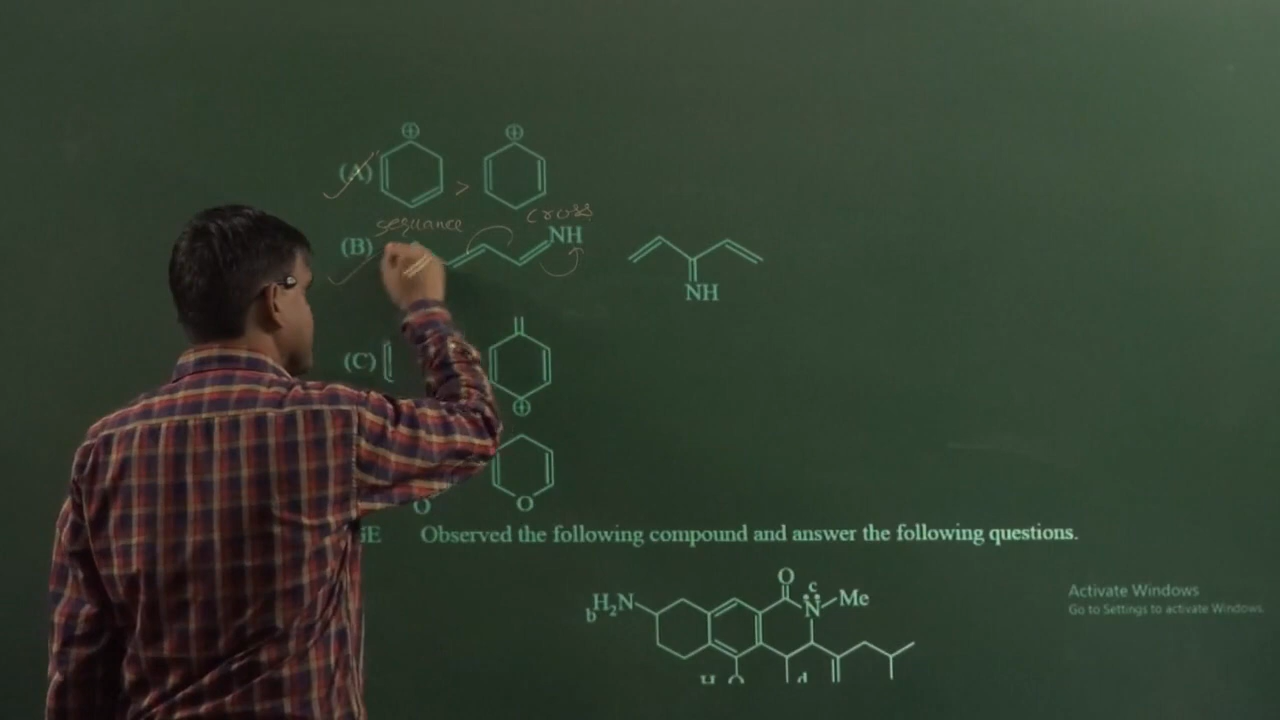 ⊕ ⊕
(A) >
sequance cross
(B) NH
NH
(C)
⊕
O O
Observed the following compound and answer the following questions.
O
c
bH₂N N Me
H O d
Activate Windows
Go to Settings to activate Windows.